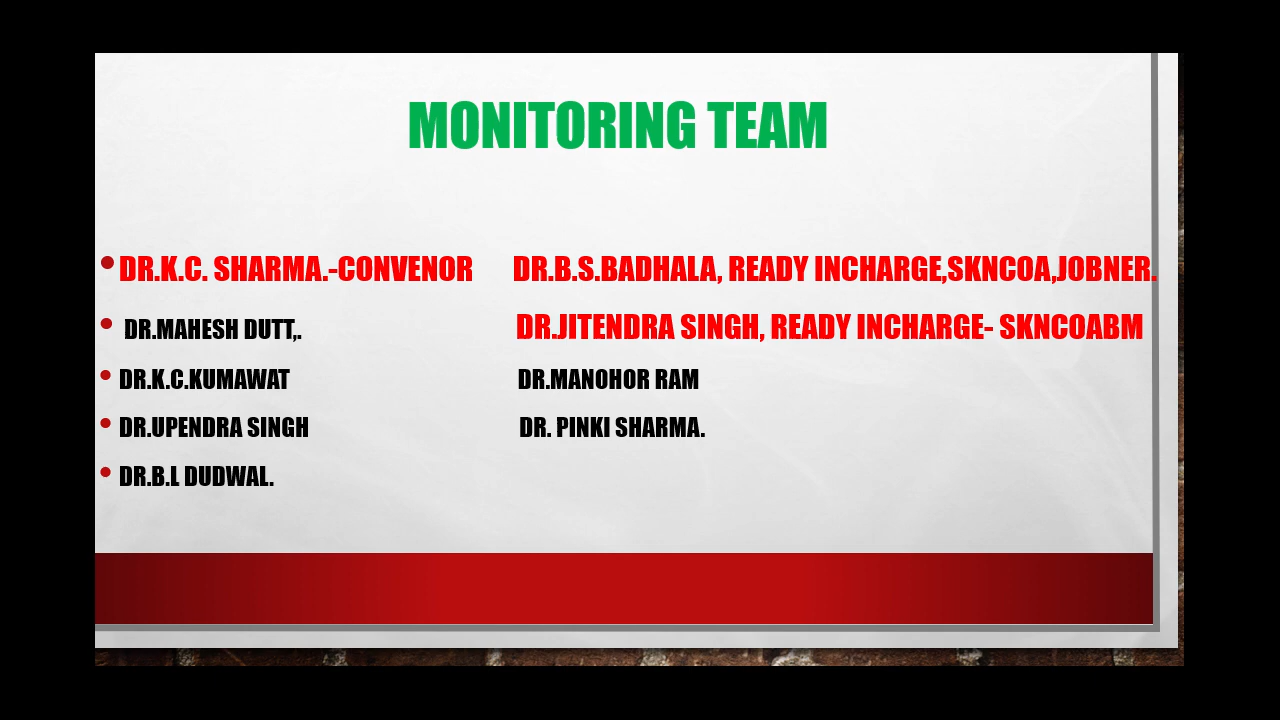 MONITORING TEAM
•DR.K.C. SHARMA.-CONVENOR DR.B.S.BADHALA, READY INCHARGE,SKNCOA,JOBNER.
• DR.MAHESH DUTT,. DR.JITENDRA SINGH, READY INCHARGE- SKNCOABM
• DR.K.C.KUMAWAT DR.MANOHOR RAM
• DR.UPENDRA SINGH DR. PINKI SHARMA.
• DR.B.L DUDWAL.